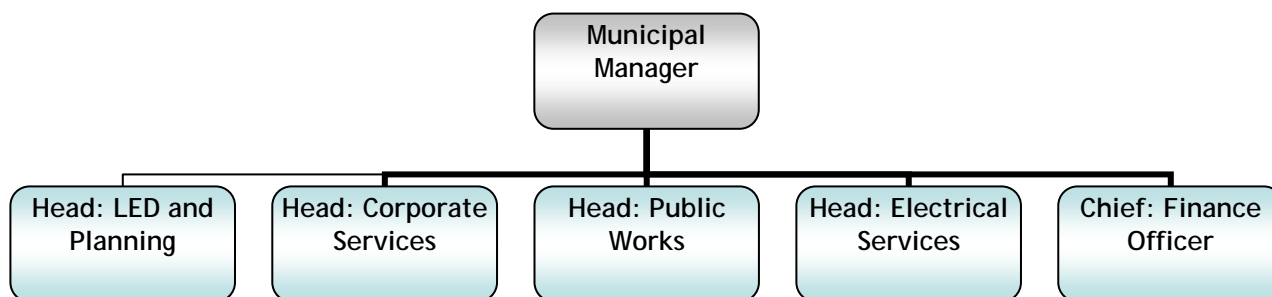 Municipal
Manager
Head: LED and
Planning
Head: Corporate
Services
Head: Public
Works
Head: Electrical
Services
Chief: Finance
Officer